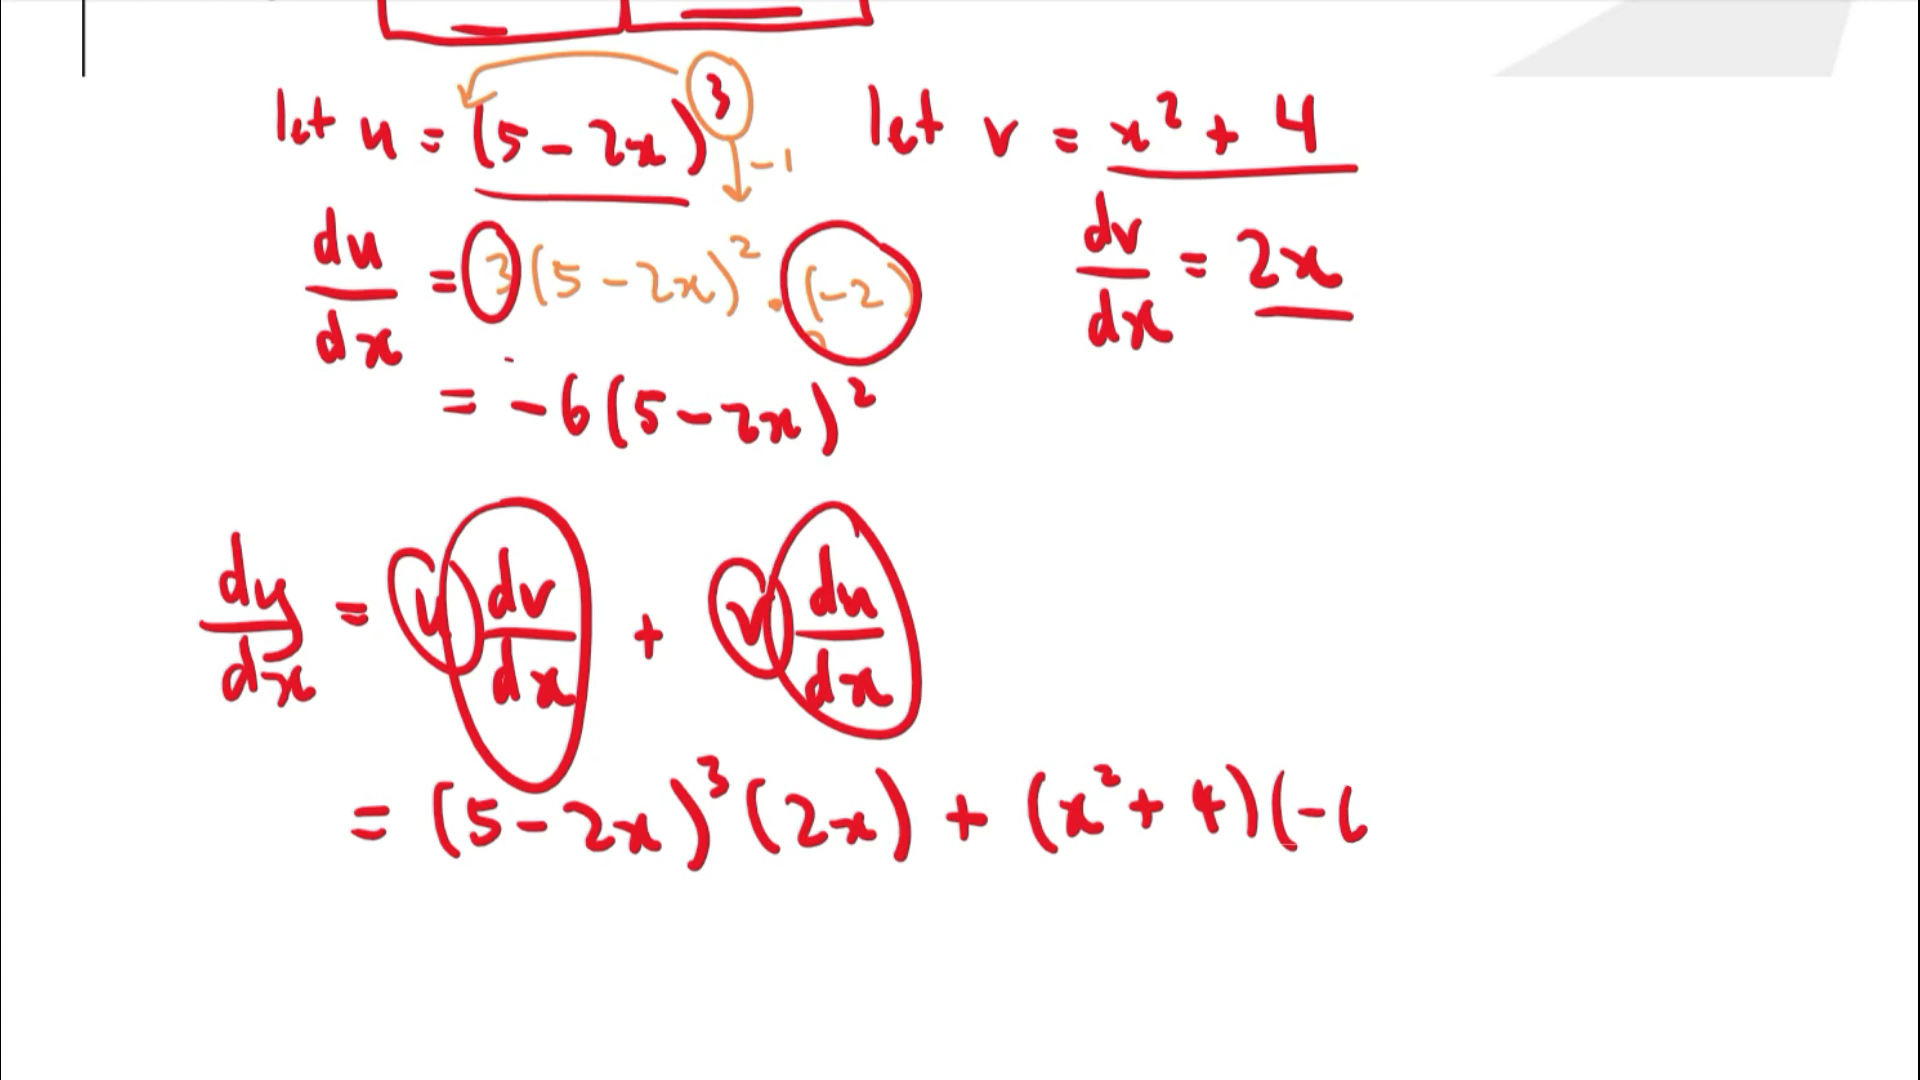 let u = (5 - 2x)^3    let v = x² + 4
-1
du/dx = 3(5 - 2x)² · (-2)    dv/dx = 2x
= -6(5 - 2x)²
dy/dx = u dv/dx + v du/dx
= (5 - 2x)³(2x) + (x² + 4)(-6